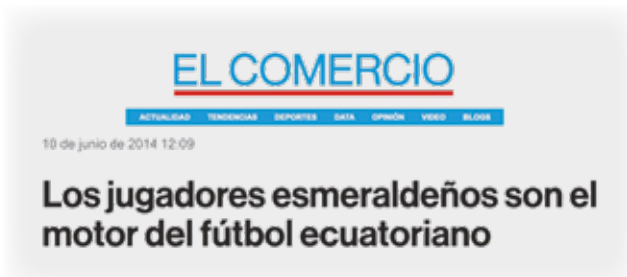 EL COMERCIO
ACTUALIDAD TENDENCIAS DEPORTES DATA OPINIÓN VIDEO BLOGS
10 de junio de 2014 12:09
Los jugadores esmeraldeños son el
motor del fútbol ecuatoriano